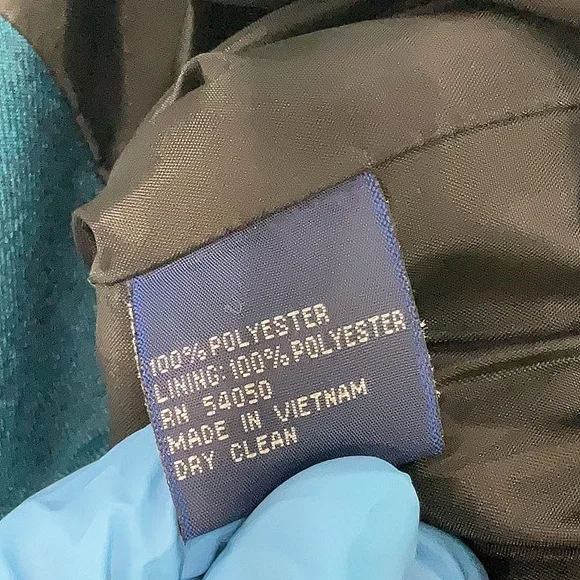 100% POLYESTER
LINING: 100% POLYESTER
RN 54050
MADE IN VIETNAM
DRY CLEAN